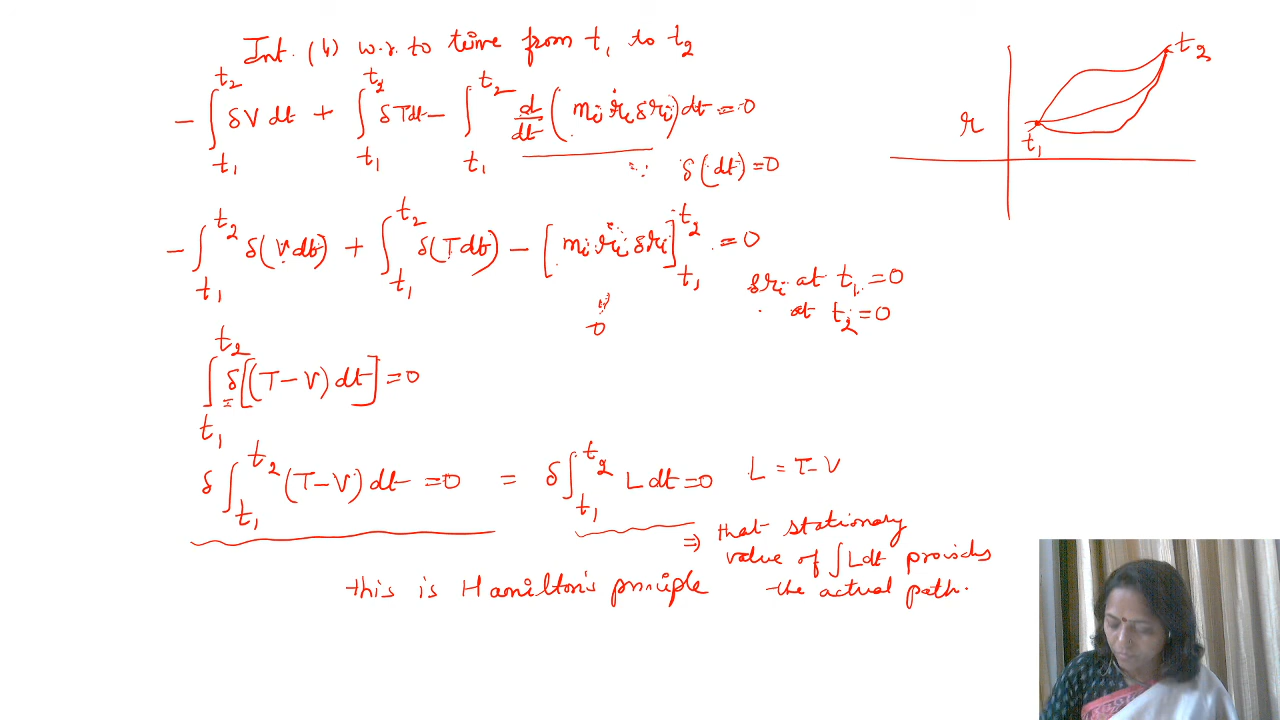 Int. (4) w.r. to time from t₁ to t₂
- ∫_{t₁}^{t₂} δV dt + ∫_{t₁}^{t₂} δT dt - ∫_{t₁}^{t₂} d/dt (mᵢ ṙᵢ δrᵢ) dt = 0
∵ δ(dt) = 0
- ∫_{t₁}^{t₂} δ(V dt) + ∫_{t₁}^{t₂} δ(T dt) - [mᵢ ṙᵢ δrᵢ]_{t₁}^{t₂} = 0
0
δrᵢ at t₁ = 0
at t₂ = 0
∫_{t₁}^{t₂} δ[(T - V) dt] = 0
δ ∫_{t₁}^{t₂} (T - V) dt = 0 = δ ∫_{t₁}^{t₂} L dt = 0 L = T - V
⇒ that stationary
value of ∫ L dt provides
the actual path.
this is Hamilton's principle
t₂
r
t₁